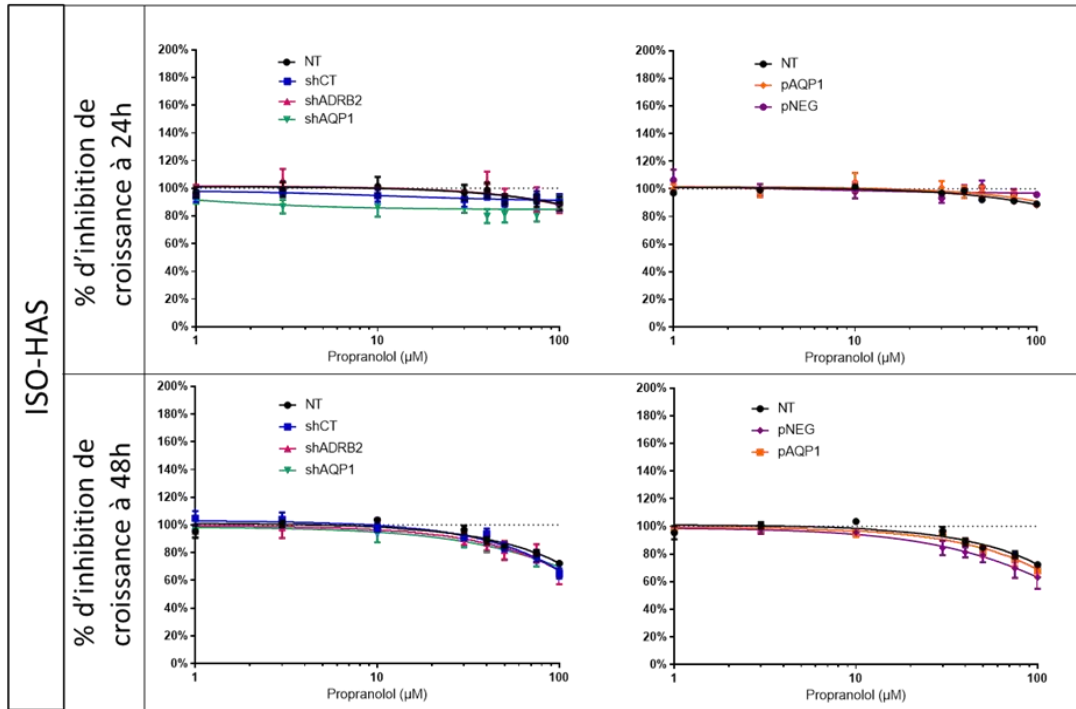 ISO-HAS
% d'inhibition de
croissance à 24h
200%
180%
160%
140%
120%
100%
80%
60%
40%
20%
0%
NT
shCT
shADRB2
shAQP1
1
10
100
Propranolol (µM)
200%
180%
160%
140%
120%
100%
80%
60%
40%
20%
0%
NT
pAQP1
pNEG
1
10
100
Propranolol (µM)
% d'inhibition de
croissance à 48h
200%
180%
160%
140%
120%
100%
80%
60%
40%
20%
0%
NT
shCT
shADRB2
shAQP1
1
10
100
Propranolol (µM)
200%
180%
160%
140%
120%
100%
80%
60%
40%
20%
0%
NT
pNEG
pAQP1
1
10
100
Propranolol (µM)